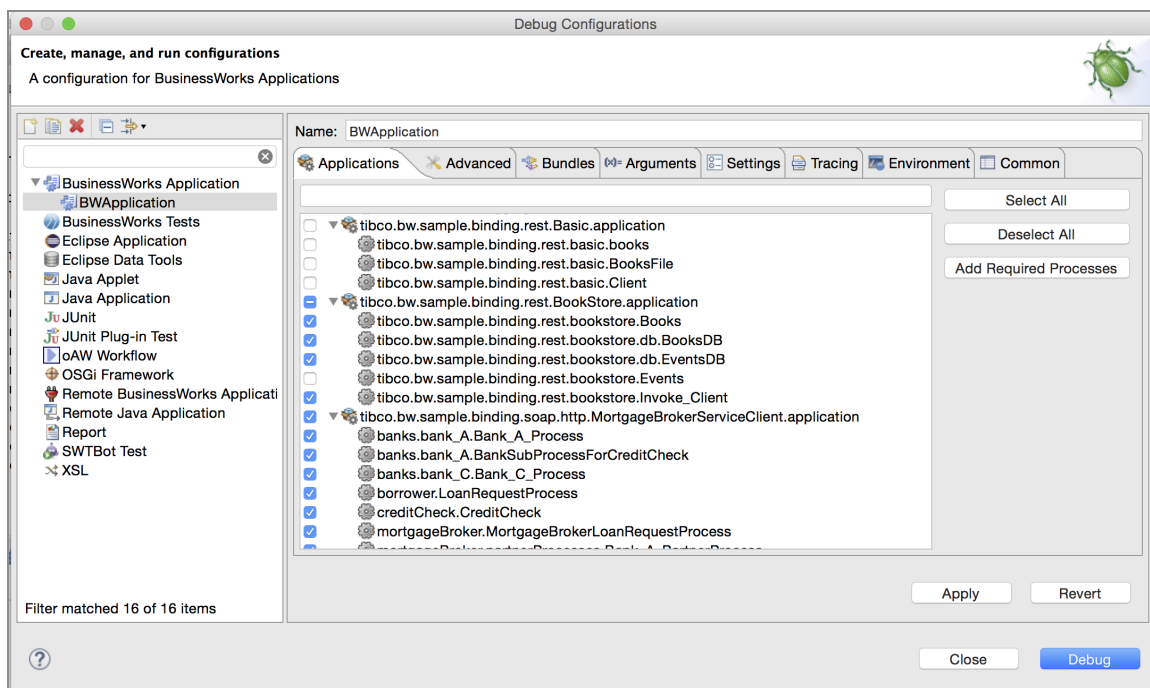 Debug Configurations
Create, manage, and run configurations
A configuration for BusinessWorks Applications
Name: BWApplication
Applications Advanced Bundles (x)= Arguments Settings Tracing Environment Common
BusinessWorks Application
BWApplication
BusinessWorks Tests
Eclipse Application
Eclipse Data Tools
Java Applet
Java Application
JUnit
JUnit Plug-in Test
oAW Workflow
OSGi Framework
Remote BusinessWorks Applicati
Remote Java Application
Report
SWTBot Test
XSL
Filter matched 16 of 16 items
tibco.bw.sample.binding.rest.Basic.application
tibco.bw.sample.binding.rest.basic.books
tibco.bw.sample.binding.rest.basic.BooksFile
tibco.bw.sample.binding.rest.basic.Client
tibco.bw.sample.binding.rest.BookStore.application
tibco.bw.sample.binding.rest.bookstore.Books
tibco.bw.sample.binding.rest.bookstore.db.BooksDB
tibco.bw.sample.binding.rest.bookstore.db.EventsDB
tibco.bw.sample.binding.rest.bookstore.Events
tibco.bw.sample.binding.rest.bookstore.Invoke_Client
tibco.bw.sample.binding.soap.http.MortgageBrokerServiceClient.application
banks.bank_A.Bank_A_Process
banks.bank_A.BankSubProcessForCreditCheck
banks.bank_C.Bank_C_Process
borrower.LoanRequestProcess
creditCheck.CreditCheck
mortgageBroker.MortgageBrokerLoanRequestProcess
Select All
Deselect All
Add Required Processes
Apply Revert
? Close Debug